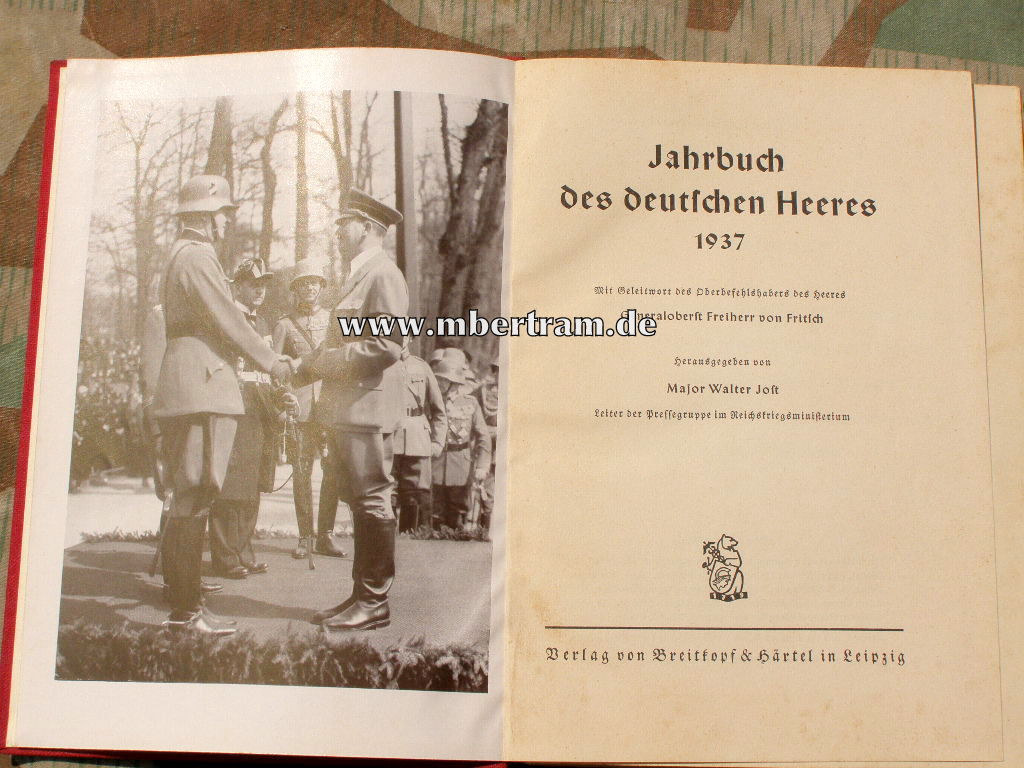 Jahrbuch
des deutſchen Heeres
1937
Mit Geleitwort des Oberbefehlshabers des Heeres
Generaloberſt Freiherr von Fritſch
www.mbertram.de
Herausgegeben von
Major Walter Joſt
Leiter der Preſſegruppe im Reichskriegsminiſterium
1719
Verlag von Breitkopf & Härtel in Leipzig